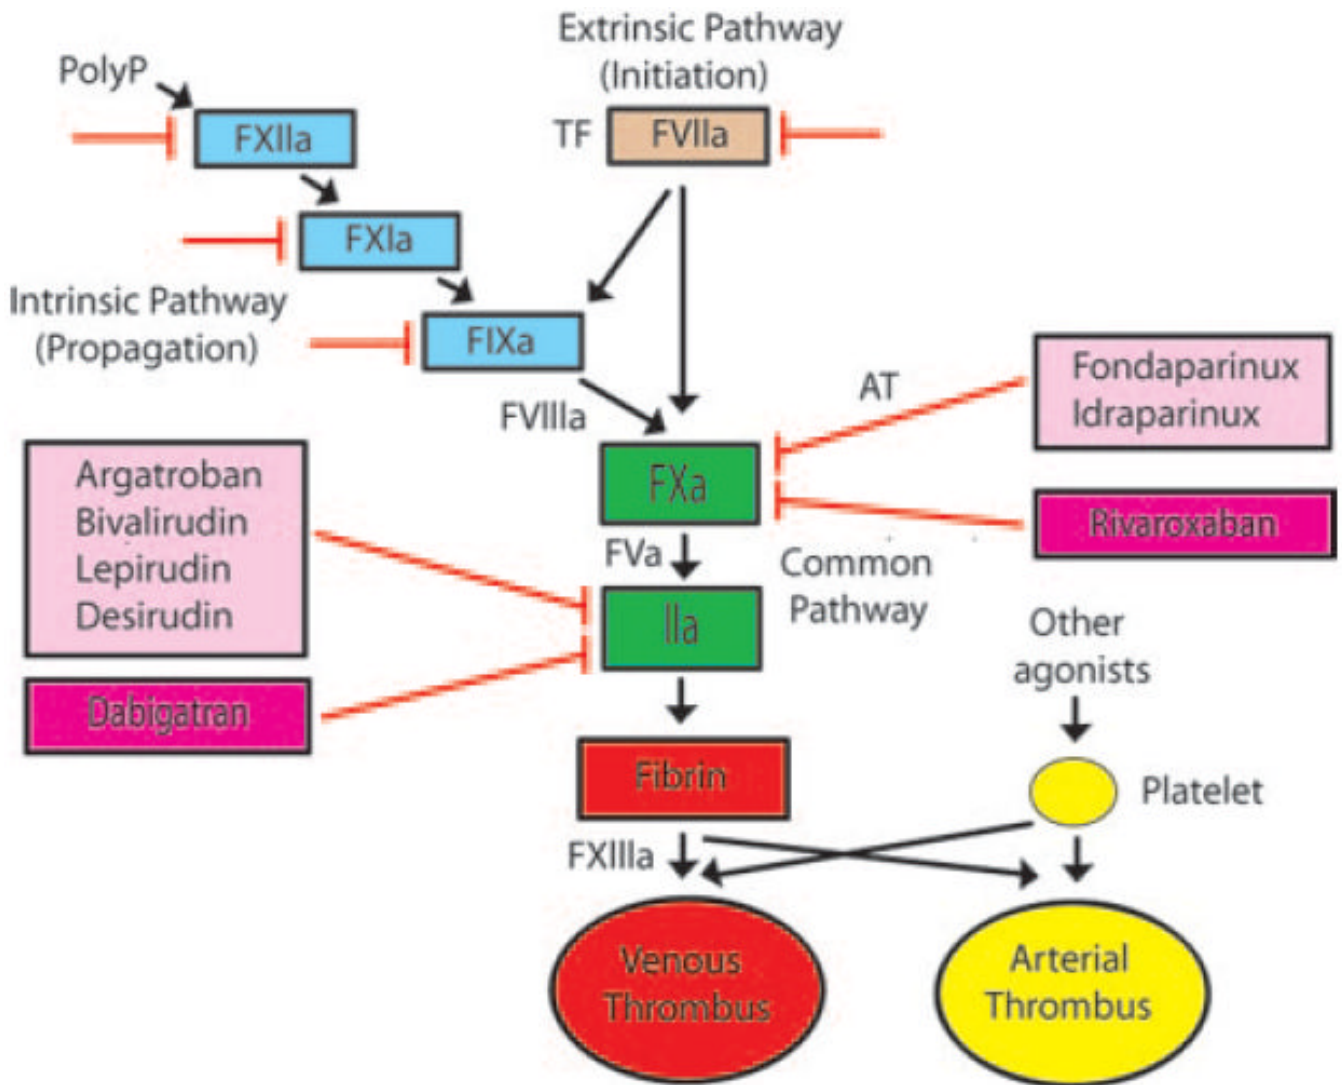 Extrinsic Pathway
(Initiation)
PolyP
FXIIa
TF
FVIIa
FXIa
Intrinsic Pathway
(Propagation)
FIXa
FVIIIa
AT
Fondaparinux
Idraparinux
Argatroban
Bivalirudin
Lepirudin
Desirudin
FXa
Rivaroxaban
FVa
Common
Pathway
IIa
Other
agonists
Dabigatran
Fibrin
Platelet
FXIIIa
Venous
Thrombus
Arterial
Thrombus